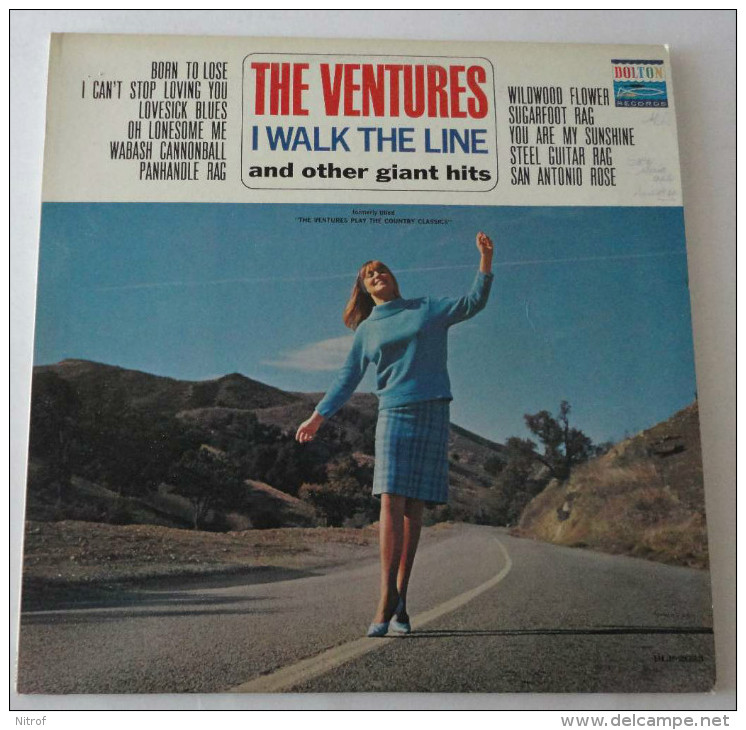 BORN TO LOSE
I CAN'T STOP LOVING YOU
LOVESICK BLUES
OH LONESOME ME
WABASH CANNONBALL
PANHANDLE RAG
THE VENTURES
I WALK THE LINE
and other giant hits
DOLTON
RECORDS
WILDWOOD FLOWER
SUGARFOOT RAG
YOU ARE MY SUNSHINE
STEEL GUITAR RAG
SAN ANTONIO ROSE
formerly titled
"THE VENTURES PLAY THE COUNTRY CLASSICS"
Nitrof
www.delcampe.net